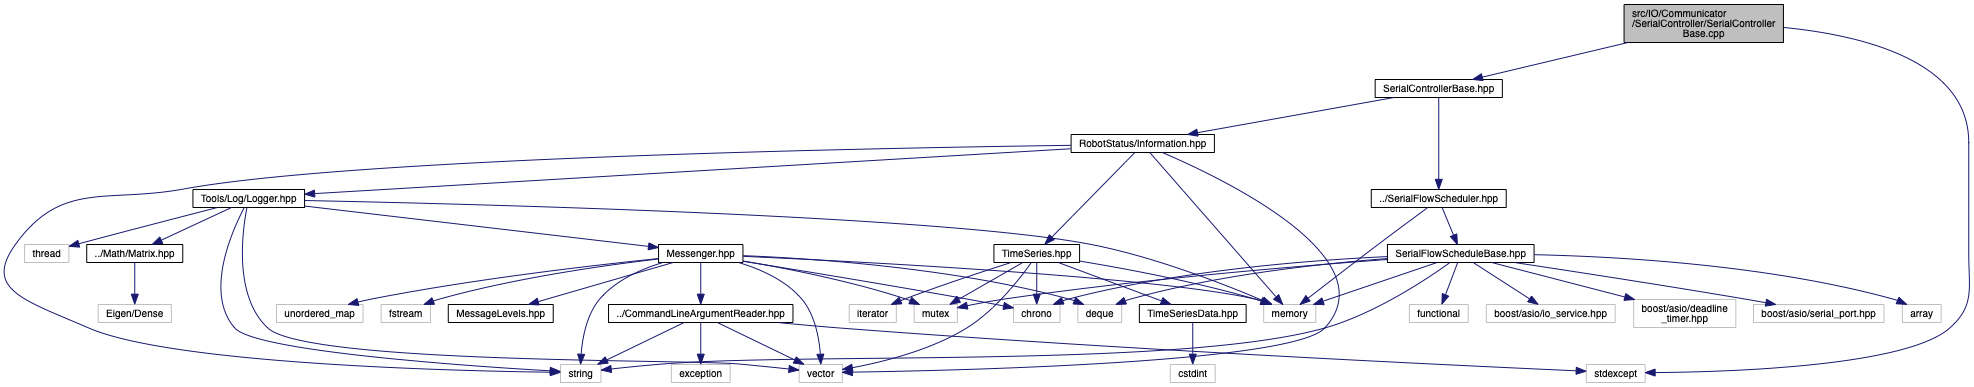 src/IO/Communicator
/SerialController/SerialController
Base.cpp
SerialControllerBase.hpp
RobotStatus/Information.hpp
Tools/Log/Logger.hpp
../SerialFlowScheduler.hpp
thread
../Math/Matrix.hpp
Messenger.hpp
TimeSeries.hpp
SerialFlowScheduleBase.hpp
Eigen/Dense
unordered_map
fstream
MessageLevels.hpp
../CommandLineArgumentReader.hpp
iterator
mutex
chrono
deque
TimeSeriesData.hpp
memory
functional
boost/asio/io_service.hpp
boost/asio/deadline
_timer.hpp
boost/asio/serial_port.hpp
array
string
exception
vector
cstdint
stdexcept